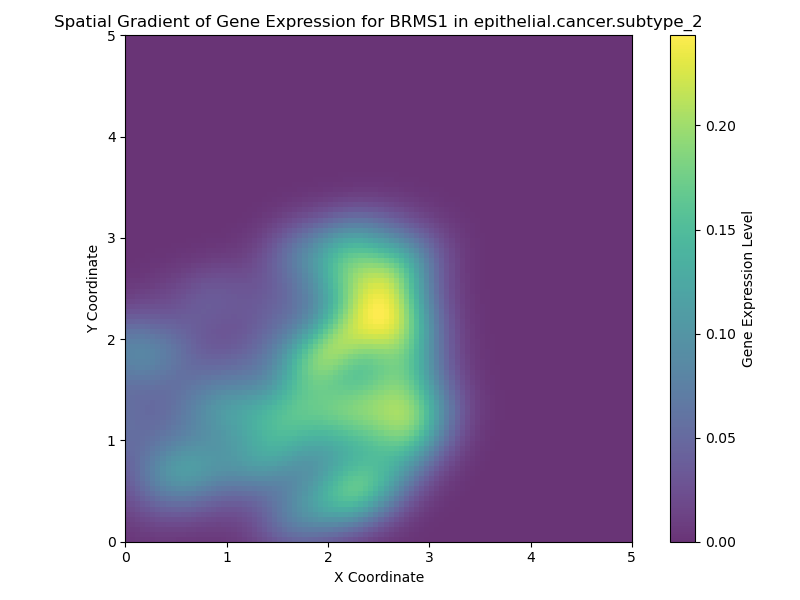 Spatial Gradient of Gene Expression for BRMS1 in epithelial.cancer.subtype_2
5
4
3
2
1
0
0 1 2 3 4 5
Y Coordinate
X Coordinate
0.20
0.15
0.10
0.05
0.00
Gene Expression Level